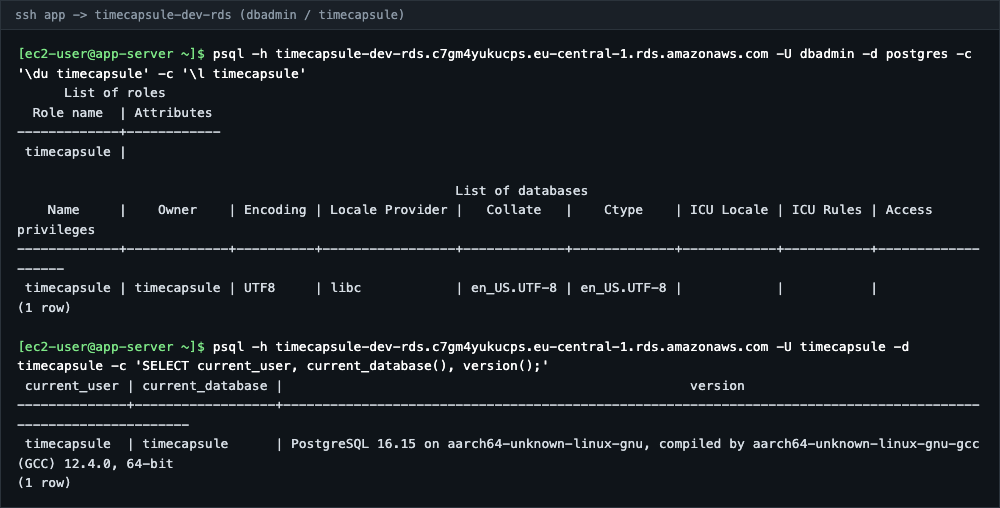 ssh app -> timecapsule-dev-rds (dbadmin / timecapsule)
[ec2-user@app-server ~]$ psql -h timecapsule-dev-rds.c7gm4yukucps.eu-central-1.rds.amazonaws.com -U dbadmin -d postgres -c
'\du timecapsule' -c '\l timecapsule'
      List of roles
  Role name  | Attributes
-------------+------------
 timecapsule |

                                                        List of databases
    Name     |    Owner    | Encoding | Locale Provider |   Collate   |    Ctype    | ICU Locale | ICU Rules | Access
privileges
-------------+-------------+----------+-----------------+-------------+-------------+------------+-----------+-------------
------
 timecapsule | timecapsule | UTF8     | libc            | en_US.UTF-8 | en_US.UTF-8 |            |           |
(1 row)

[ec2-user@app-server ~]$ psql -h timecapsule-dev-rds.c7gm4yukucps.eu-central-1.rds.amazonaws.com -U timecapsule -d
timecapsule -c 'SELECT current_user, current_database(), version();'
 current_user | current_database |                                                    version
--------------+------------------+-----------------------------------------------------------------------------------------
----------------------
 timecapsule  | timecapsule      | PostgreSQL 16.15 on aarch64-unknown-linux-gnu, compiled by aarch64-unknown-linux-gnu-gcc
(GCC) 12.4.0, 64-bit
(1 row)